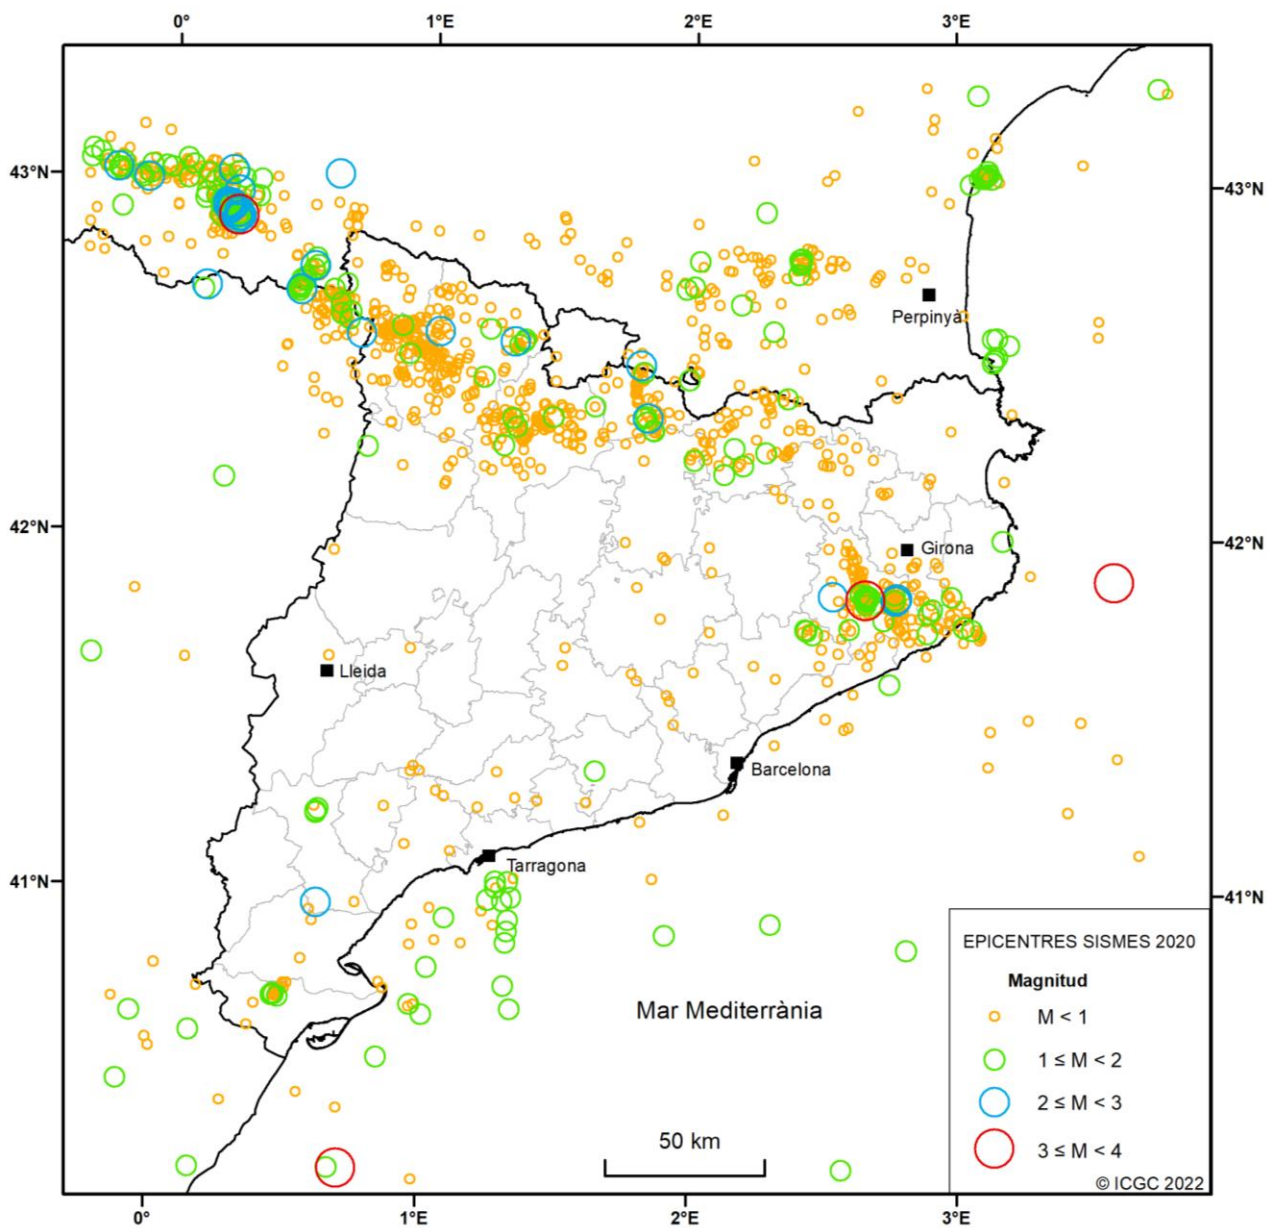 0° 1°E 2°E 3°E
43°N 43°N
Perpinyà
42°N 42°N
Girona
Lleida
Barcelona
Tarragona
41°N 41°N
EPICENTRES SISMES 2020
Magnitud
Mar Mediterrània
M < 1
1 ≤ M < 2
2 ≤ M < 3
50 km
3 ≤ M < 4
© ICGC 2022
0° 1°E 2°E 3°E